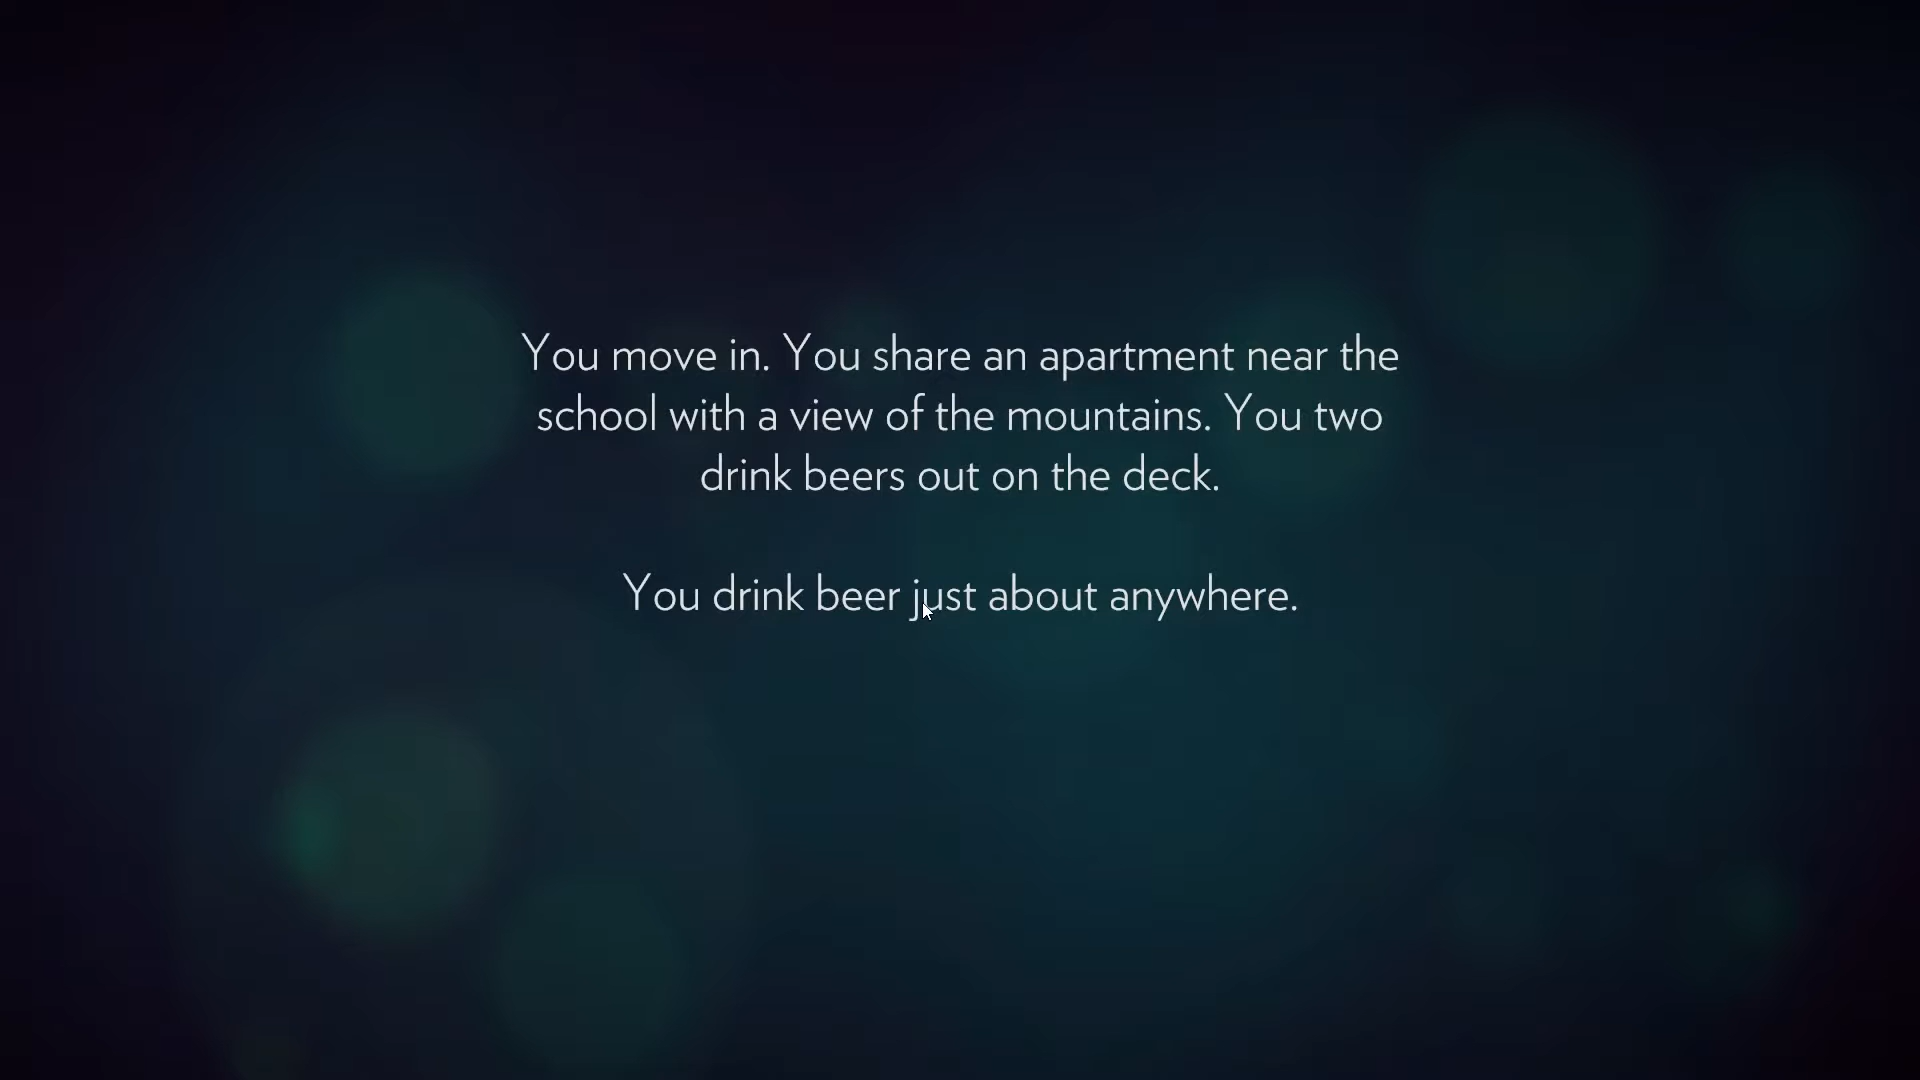 You move in. You share an apartment near the
school with a view of the mountains. You two
drink beers out on the deck.
You drink beer just about anywhere.